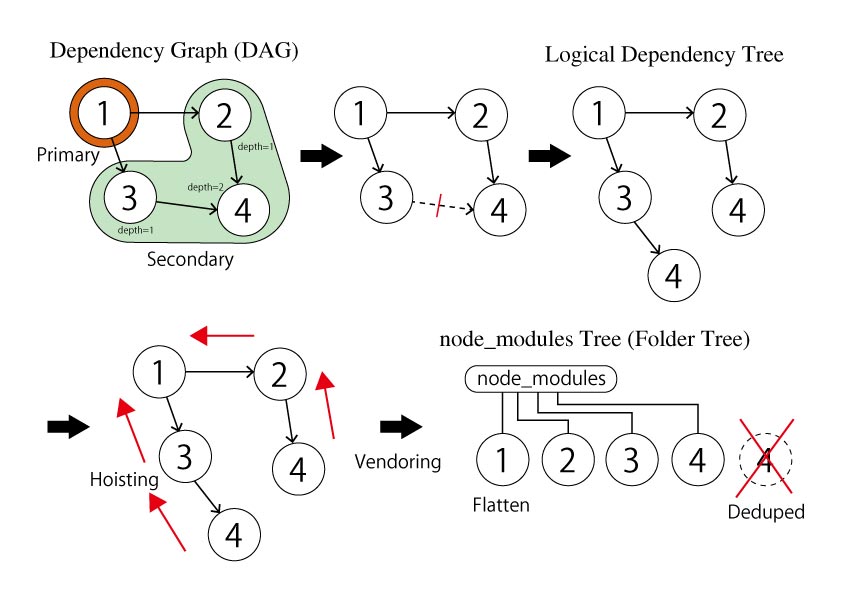 Dependency Graph (DAG)
Logical Dependency Tree
1
2
depth=1
Primary
3
depth=2
4
depth=1
Secondary
1
2
3
4
1
2
3
4
4
node_modules Tree (Folder Tree)
1
2
3
4
Hoisting
4
Vendoring
node_modules
1
2
3
4
4
Flatten
Deduped